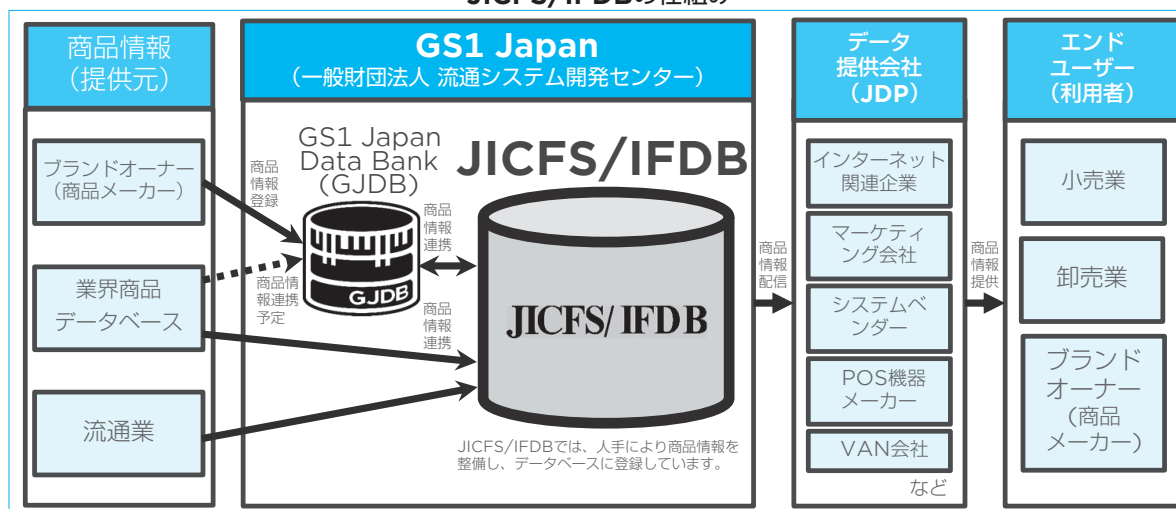 JICFS/IFDBの仕組み
商品情報
（提供元）
ブランドオーナー
（商品メーカー）
業界商品
データベース
流通業
GS1 Japan
（一般財団法人 流通システム開発センター）
GS1 Japan
Data Bank
(GJDB)
商品
情報
登録
商品情
報連携
予定
GJDB
商品
情報
連携
商品
情報
連携
JICFS/IFDB
JICFS/ IFDB
JICFS/IFDBでは、人手により商品情報を
整備し、データベースに登録しています。
商品
情報
配信
データ
提供会社
（JDP）
インターネット
関連企業
マーケティ
ング会社
システムベ
ンダー
POS機器
メーカー
VAN会社
など
商品
情報
提供
エンド
ユーザー
（利用者）
小売業
卸売業
ブランド
オーナー
（商品
メーカー）